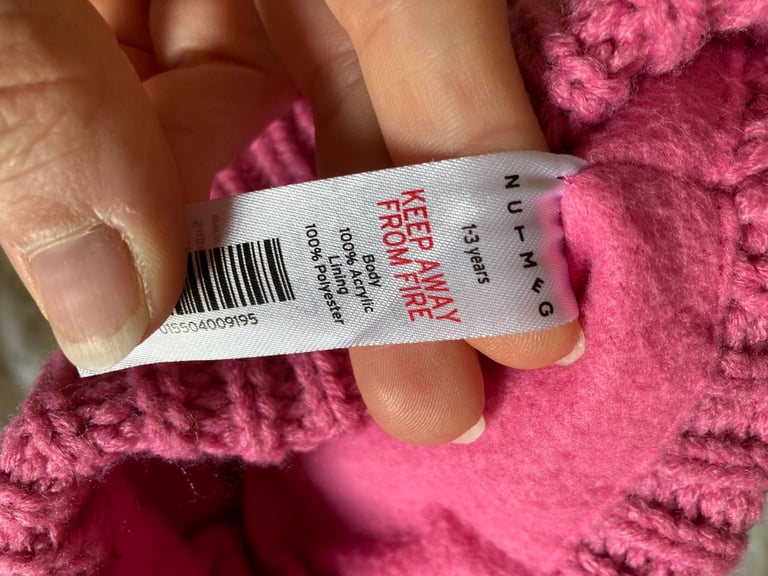 NUTMEG
1-3 years
KEEP AWAY
FROM FIRE
Body
100% Acrylic
Lining
100% Polyester
015504009195